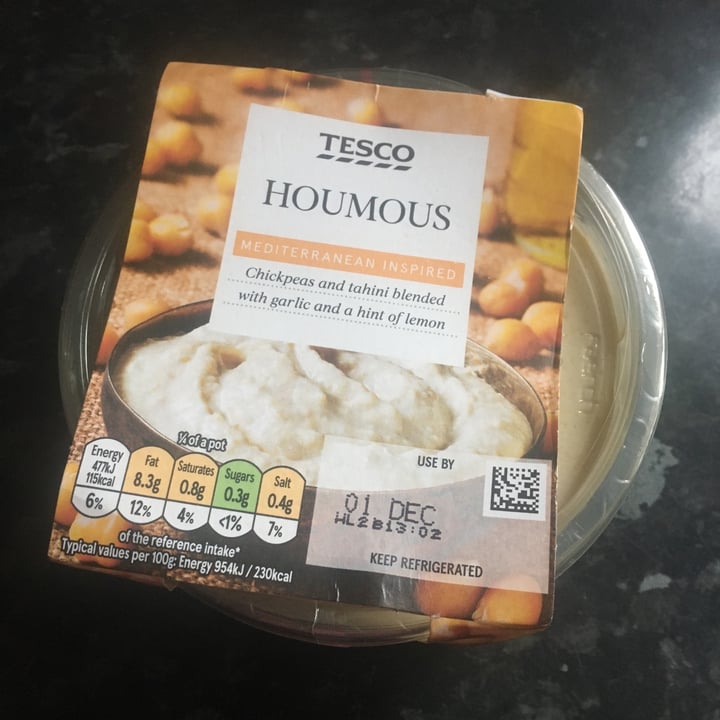 TESCO
HOUMOUS
MEDITERRANEAN INSPIRED
Chickpeas and tahini blended
with garlic and a hint of lemon
¼ of a pot
Energy
477kJ
115kcal
6%
Fat
8.3g
12%
Saturates
0.8g
4%
Sugars
0.3g
<1%
Salt
0.4g
7%
of the reference intake*
Typical values per 100g: Energy 954kJ / 230kcal
USE BY
01 DEC
WL2B13:02
KEEP REFRIGERATED